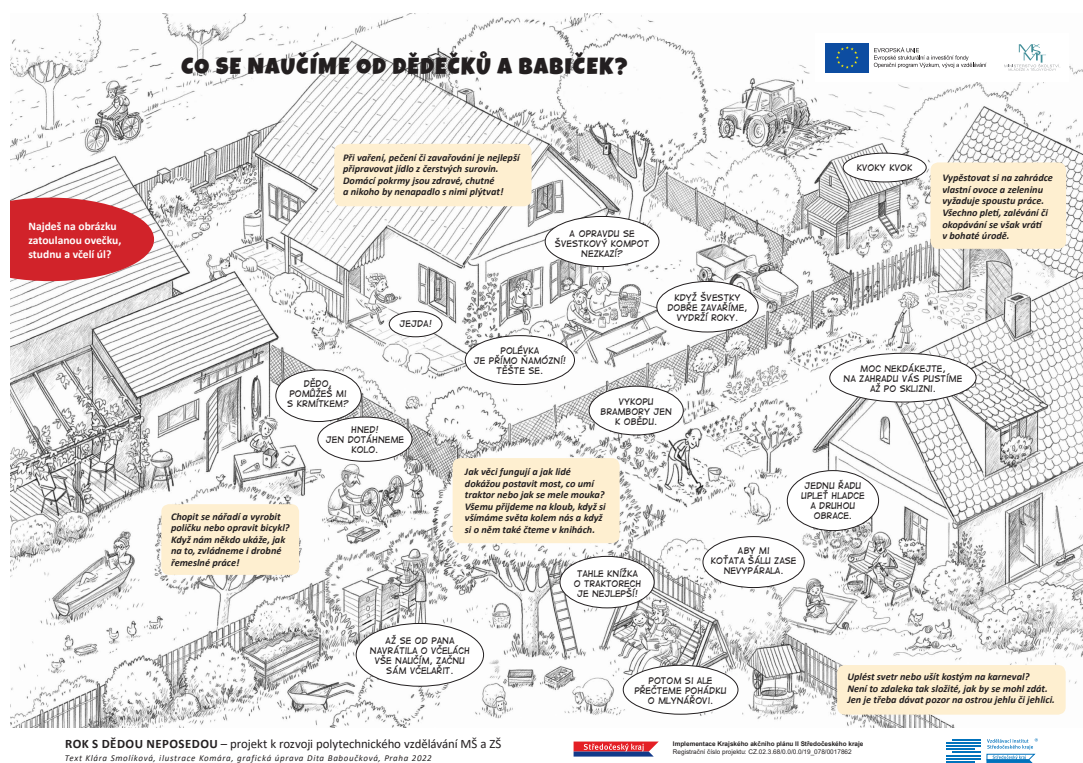 CO SE NAUČÍME OD DĚDEČKŮ A BABIČEK?
EVROPSKÁ UNIE
Evropské strukturální a investiční fondy
Operační program Výzkum, vývoj a vzdělávání
MŠMT
Při vaření, pečení či zavařování je nejlepší
připravovat jídlo z čerstvých surovin.
Domácí pokrmy jsou zdravé, chutné
a nikoho by nenapadlo s nimi plýtvat!
KVOKY KVOK
Vypěstovat si na zahrádce
vlastní ovoce a zeleninu
vyžaduje spoustu práce.
Všechno pletí, zalévání či
okopávání se však vrátí
v bohaté úrodě.
Najdeš na obrázku
zatoulanou ovečku,
studnu a včelí úl?
A OPRAVDU SE
ŠVESTKOVÝ KOMPOT
NEZKAZÍ?
KDYŽ ŠVESTKY
DOBŘE ZAVAŘÍME,
VYDRŽÍ ROKY.
JEJDA!
POLÉVKA
JE PŘÍMO ŇAMÓZNÍ!
TĚŠTE SE.
MOC NEKDÁKEJTE,
NA ZAHRADU VÁS PUSTÍME
AŽ PO SKLIZNI.
DĚDO,
POMŮŽEŠ MI
S KRMÍTKEM?
HNED!
JEN DOTÁHNEME
KOLO.
VYKOPU
BRAMBORY JEN
K OBĚDU.
Jak věci fungují a jak lidé
dokážou postavit most, co umí
traktor nebo jak se mele mouka?
Všemu přijdeme na kloub, když si
všímáme světa kolem nás a když
si o něm také čteme v knihách.
JEDNU ŘADU
UPLEŤ HLADCE
A DRUHOU
OBRACE.
Chopit se nářadí a vyrobit
poličku nebo opravit bicykl?
Když nám někdo ukáže, jak
na to, zvládneme i drobné
řemeslné práce!
ABY MI
KOŤATA ŠÁLU ZASE
NEVYPÁRALA.
TAHLE KNÍŽKA
O TRAKTORECH
JE NEJLEPŠÍ!
AŽ SE OD PANA
NAVRÁTILA O VČELÁCH
VŠE NAUČÍM, ZAČNU
SÁM VČELAŘIT.
POTOM SI ALE
PŘEČTEME POHÁDKU
O MLYNÁŘOVI.
Uplést svetr nebo ušít kostým na karneval?
Není to zdaleka tak složité, jak by se mohl zdát.
Jen je třeba dávat pozor na ostrou jehlu či jehlici.
ROK S DĚDOU NEPOSEDOU – projekt k rozvoji polytechnického vzdělávání MŠ a ZŠ
Text Klára Smolíková, ilustrace Komára, grafická úprava Dita Baboučková, Praha 2022
Středočeský kraj
Implementace Krajského akčního plánu II Středočeského kraje
Registrační číslo projektu: CZ.02.3.68/0.0/0.0/19_078/0017862
Vzdělávací institut
Středočeského kraje
Středočeský kraj